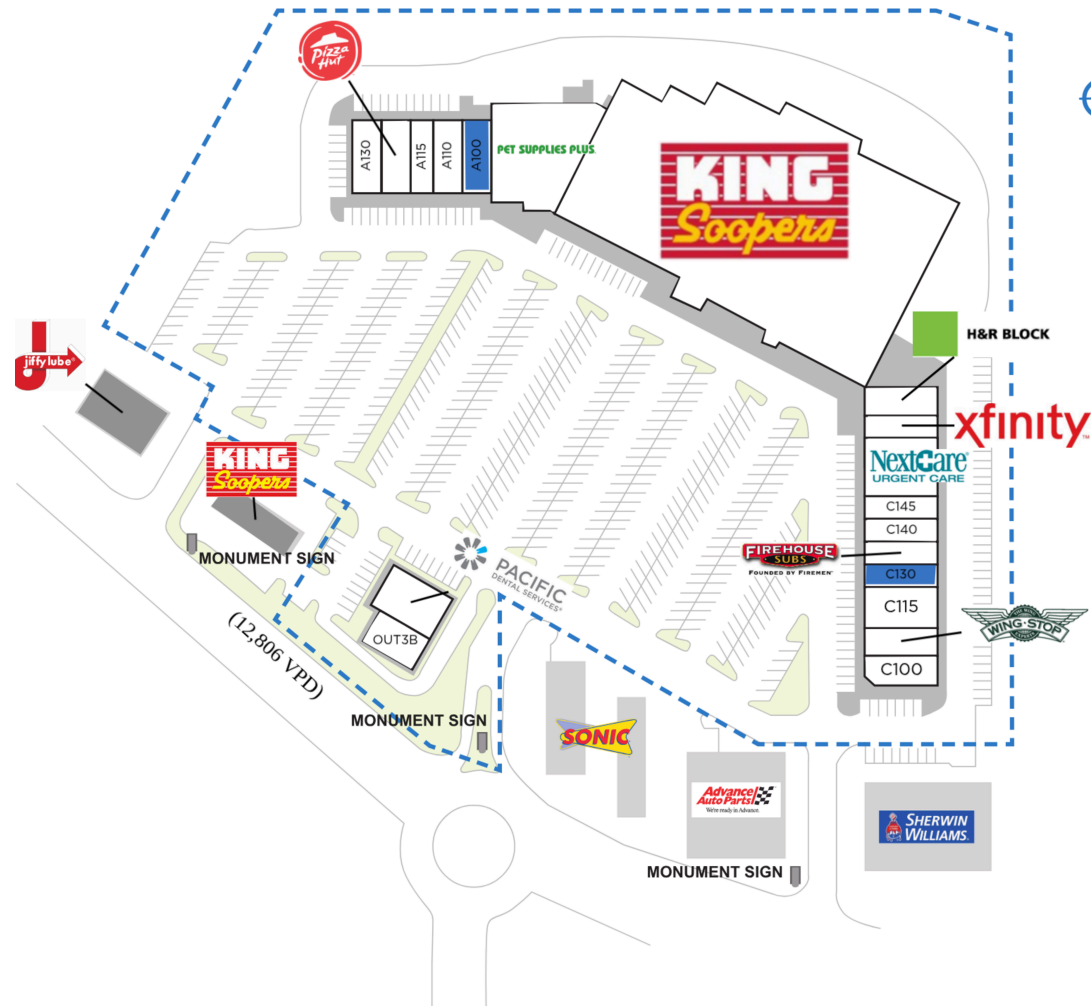 Pizza
Hut
A130
A115
A110
A100
PET SUPPLIES PLUS
KING
Soopers
H&R BLOCK
jiffylube
xfinity
NextCare
URGENT CARE
KING
Soopers
C145
C140
MONUMENT SIGN
FIREHOUSE
SUBS
FOUNDED BY FIREMEN
C130
PACIFIC
DENTAL SERVICES
C115
WING·STOP
OUT3B
(12,806 VPD)
C100
MONUMENT SIGN
SONIC
Advance
Auto Parts
We're ready in Advance.
SHERWIN
WILLIAMS.
MONUMENT SIGN